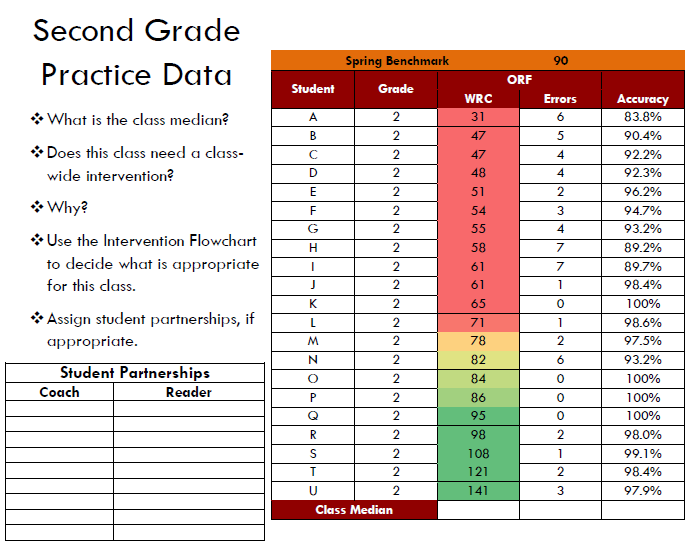 Second Grade
Practice Data
❖What is the class median?
❖Does this class need a class-
wide intervention?
❖Why?
❖Use the Intervention Flowchart
to decide what is appropriate
for this class.
❖Assign student partnerships, if
appropriate.
Student Partnerships
Coach Reader
Spring Benchmark 90
Student Grade ORF
WRC Errors Accuracy
A 2 31 6 83.8%
B 2 47 5 90.4%
C 2 47 4 92.2%
D 2 48 4 92.3%
E 2 51 2 96.2%
F 2 54 3 94.7%
G 2 55 4 93.2%
H 2 58 7 89.2%
I 2 61 7 89.7%
J 2 61 1 98.4%
K 2 65 0 100%
L 2 71 1 98.6%
M 2 78 2 97.5%
N 2 82 6 93.2%
O 2 84 0 100%
P 2 86 0 100%
Q 2 95 0 100%
R 2 98 2 98.0%
S 2 108 1 99.1%
T 2 121 2 98.4%
U 2 141 3 97.9%
Class Median